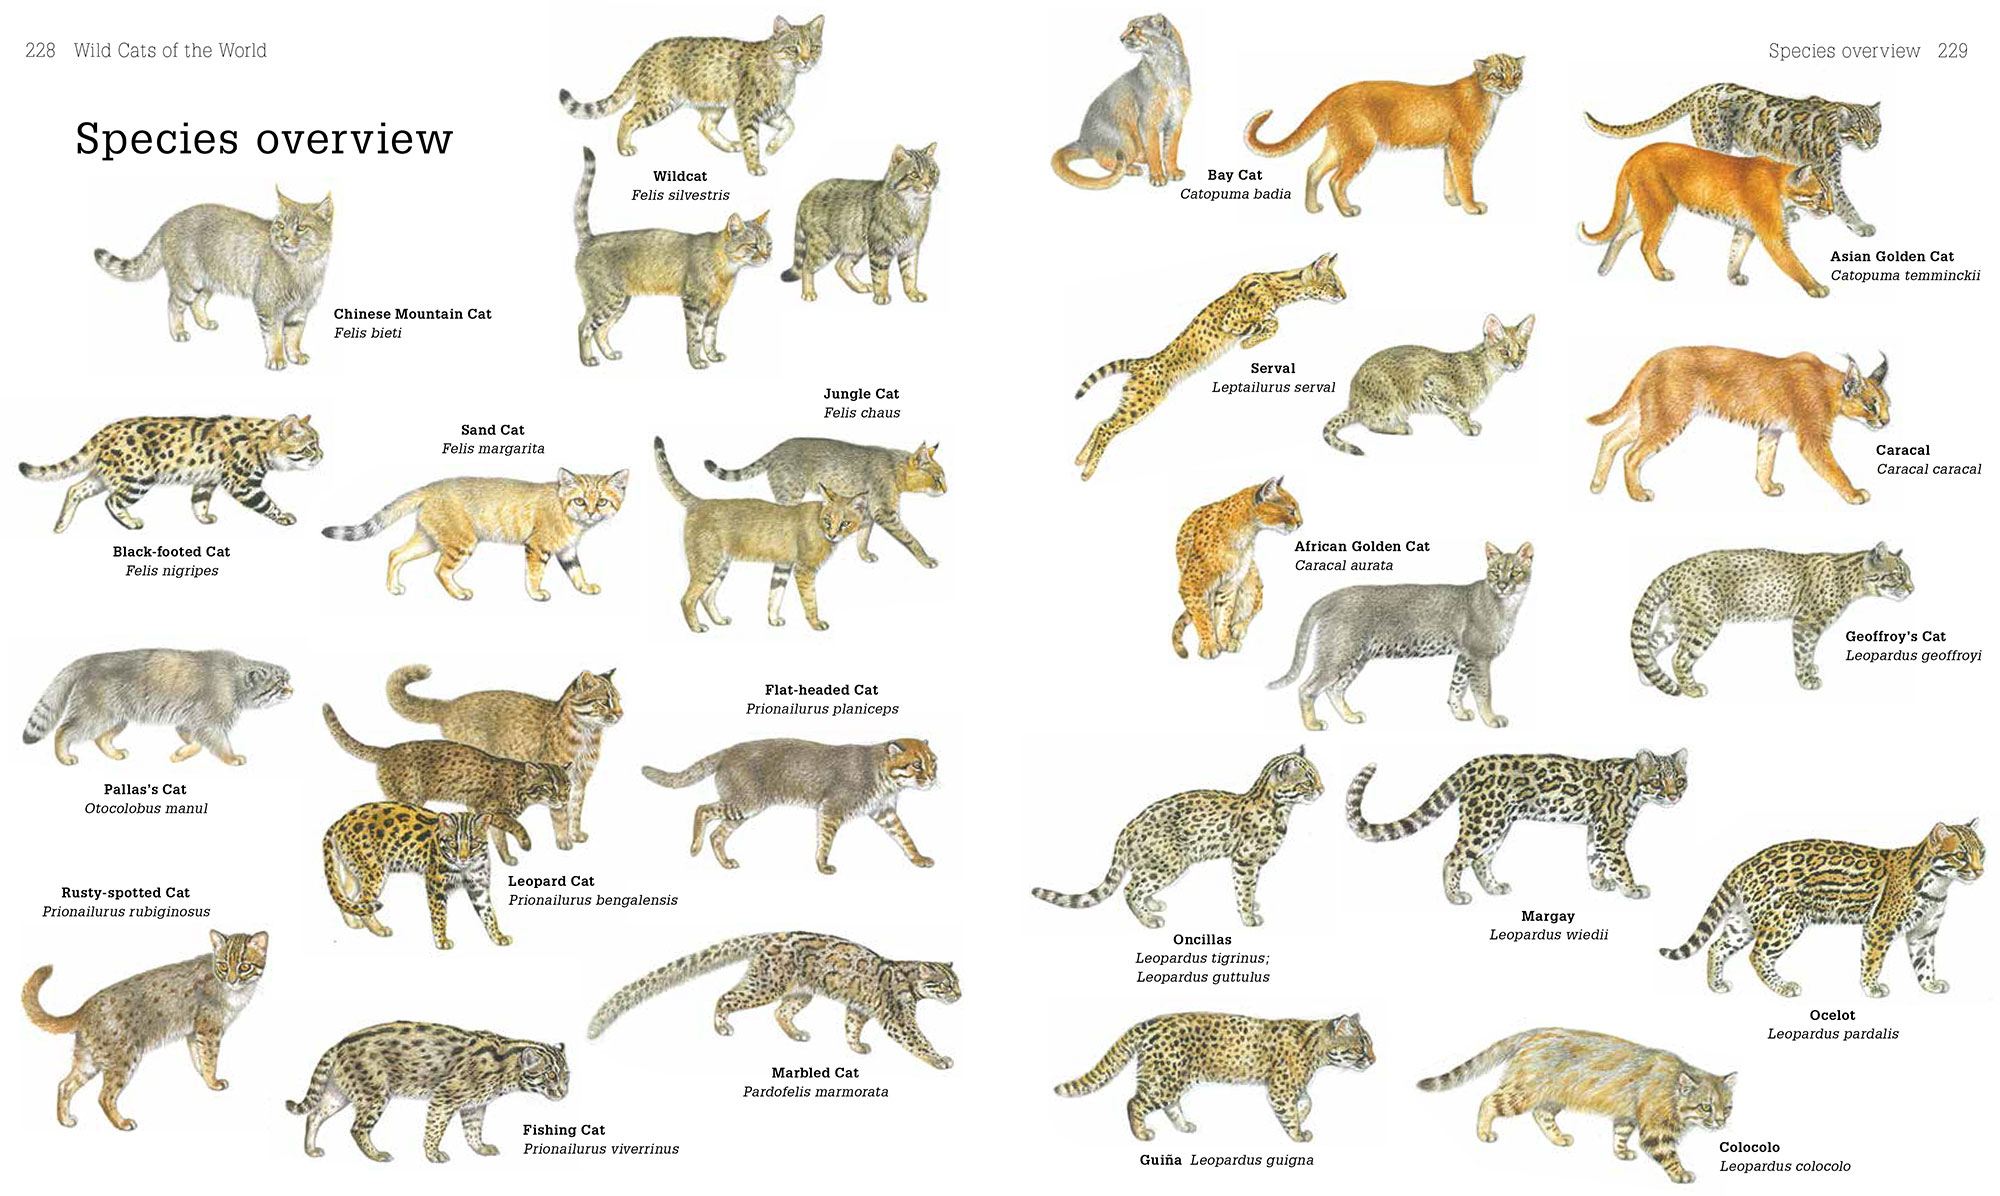 228 Wild Cats of the World
Species overview
Wildcat
Felis silvestris
Chinese Mountain Cat
Felis bieti
Jungle Cat
Felis chaus
Sand Cat
Felis margarita
Black-footed Cat
Felis nigripes
Flat-headed Cat
Prionailurus planiceps
Pallas's Cat
Otocolobus manul
Leopard Cat
Prionailurus bengalensis
Rusty-spotted Cat
Prionailurus rubiginosus
Marbled Cat
Pardofelis marmorata
Fishing Cat
Prionailurus viverrinus
Species overview 229
Bay Cat
Catopuma badia
Asian Golden Cat
Catopuma temminckii
Serval
Leptailurus serval
Caracal
Caracal caracal
African Golden Cat
Caracal aurata
Geoffroy's Cat
Leopardus geoffroyi
Margay
Leopardus wiedii
Oncillas
Leopardus tigrinus;
Leopardus guttulus
Ocelot
Leopardus pardalis
Guiña Leopardus guigna
Colocolo
Leopardus colocolo